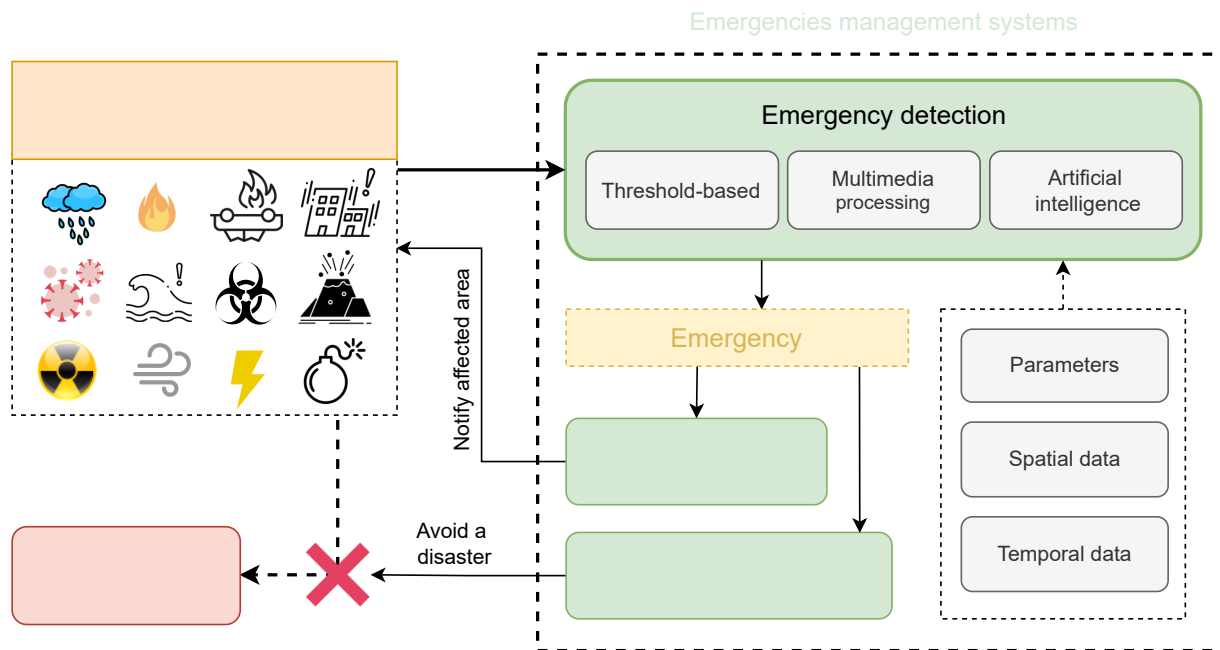 Emergencies management systems
Emergency detection
Threshold-based
Multimedia
processing
Artificial
intelligence
Notify affected area
Emergency
Parameters
Spatial data
Temporal data
Avoid a
disaster